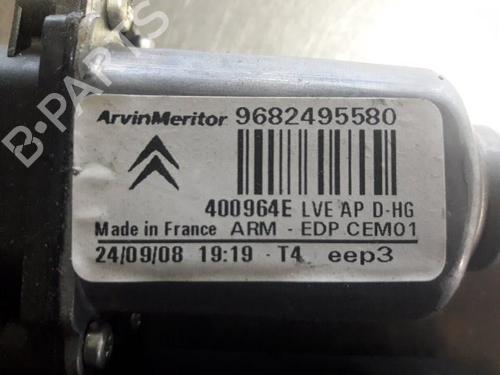 ArvinMeritor 9682495580
400964E LVE AP D-HG
Made in France ARM - EDP CEM01
24/09/08 19:19 - T4 eep3
B-PARTS